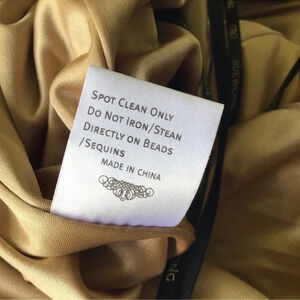 Spot Clean Only
Do Not Iron/Stean
Directly on Beads
/Sequins
MADE IN CHINA